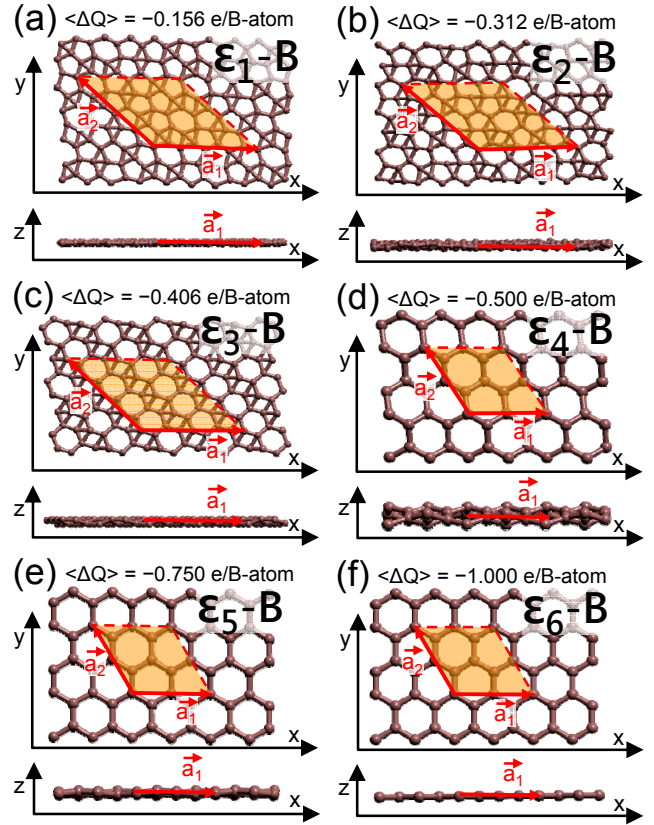 (a) <ΔQ> = −0.156 e/B-atom
ε1-B
y
a2
a1
x
z
a1
x
(b) <ΔQ> = −0.312 e/B-atom
ε2-B
y
a2
a1
x
z
a1
x
(c) <ΔQ> = −0.406 e/B-atom
ε3-B
y
a2
a1
x
z
a1
x
(d) <ΔQ> = −0.500 e/B-atom
ε4-B
y
a2
a1
x
z
a1
x
(e) <ΔQ> = −0.750 e/B-atom
ε5-B
y
a2
a1
x
z
a1
x
(f) <ΔQ> = −1.000 e/B-atom
ε6-B
y
a2
a1
x
z
a1
x